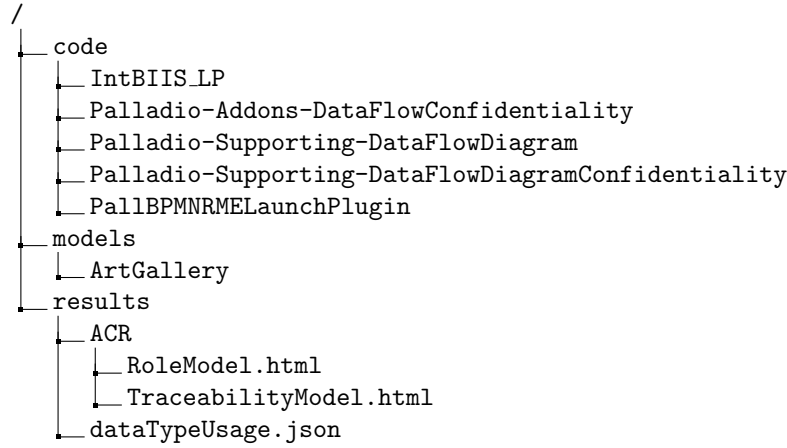 /
code
IntBIIS_LP
Palladio-Addons-DataFlowConfidentiality
Palladio-Supporting-DataFlowDiagram
Palladio-Supporting-DataFlowDiagramConfidentiality
PallBPMNRMELaunchPlugin
models
ArtGallery
results
ACR
RoleModel.html
TraceabilityModel.html
dataTypeUsage.json